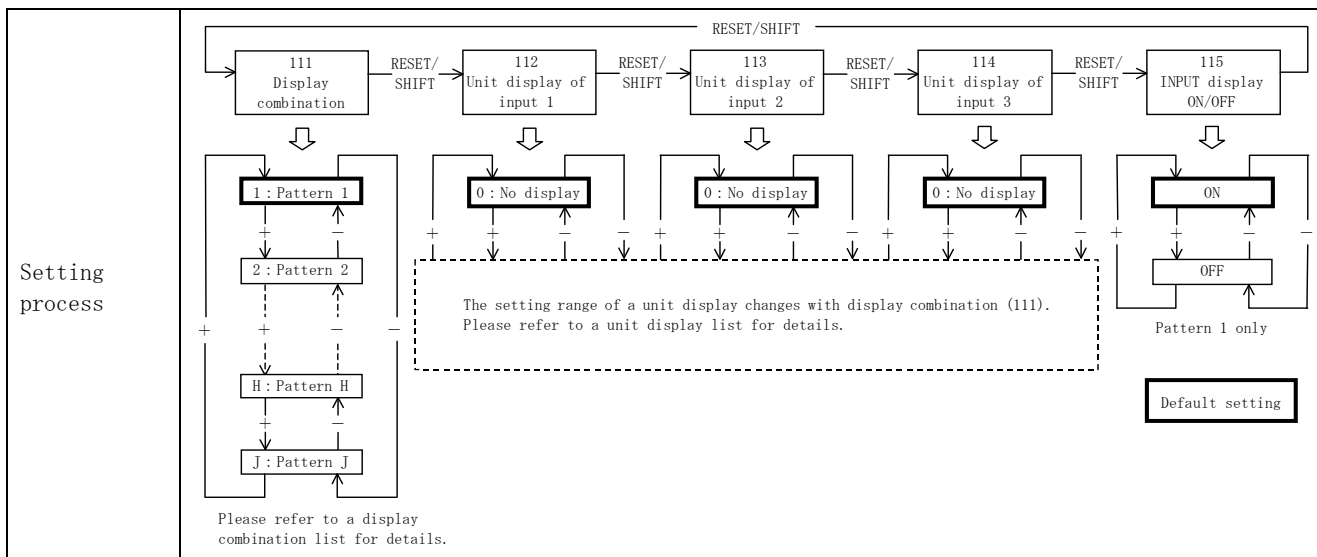 Setting
process
RESET/SHIFT
111
Display
combination
RESET/
SHIFT
112
Unit display of
input 1
RESET/
SHIFT
113
Unit display of
input 2
RESET/
SHIFT
114
Unit display of
input 3
RESET/
SHIFT
115
INPUT display
ON/OFF
1：Pattern 1
+ −
2：Pattern 2
+ + − −
H：Pattern H
+ −
J：Pattern J
Please refer to a display
combination list for details.
0：No display
+ + − −
0：No display
+ + − −
0：No display
+ + − −
The setting range of a unit display changes with display combination (111).
Please refer to a unit display list for details.
ON
+ + − −
OFF
Pattern 1 only
Default setting